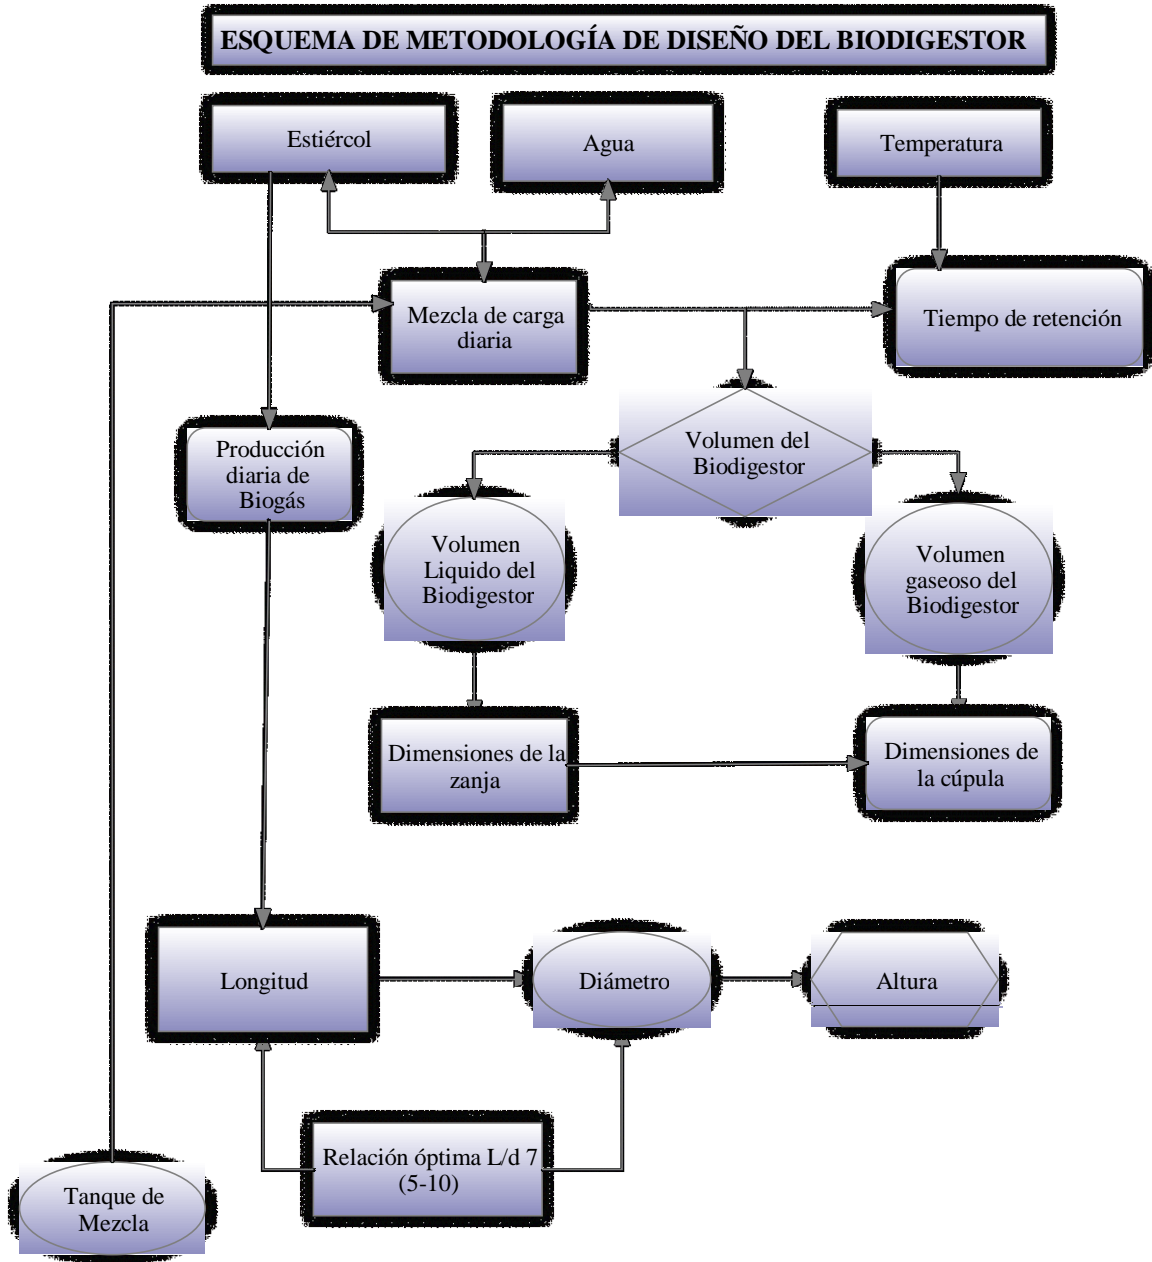 ESQUEMA DE METODOLOGÍA DE DISEÑO DEL BIODIGESTOR
Estiércol
Agua
Temperatura
Mezcla de carga
diaria
Tiempo de retención
Producción
diaria de
Biogás
Volumen del
Biodigestor
Volumen
Liquido del
Biodigestor
Volumen
gaseoso del
Biodigestor
Dimensiones de la
zanja
Dimensiones de
la cúpula
Longitud
Diámetro
Altura
Relación óptima L/d 7
(5-10)
Tanque de
Mezcla